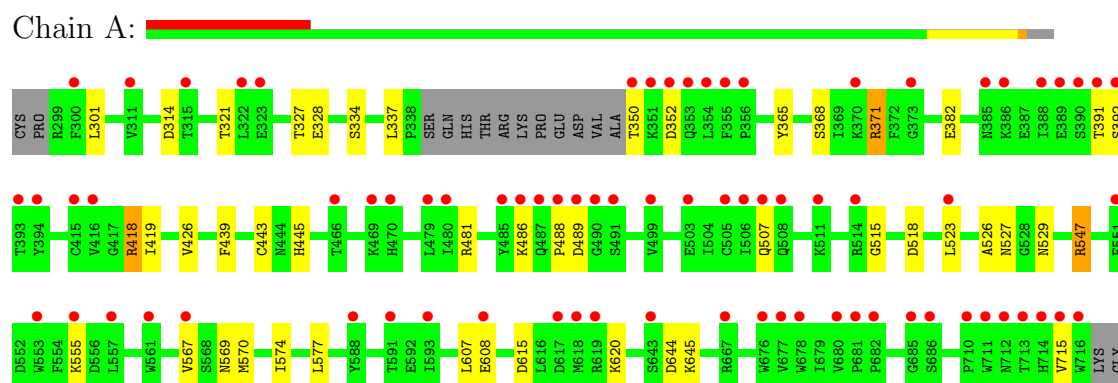 Chain A:
CYS PRO R299 F300 L301 V311 D314 T315 T321 L322 E323 T327 E328 S334 L337 P338 SER GLN HIS THR ARG LYS PRO GLU ASP VAL ALA T350 K351 D352 Q353 L354 F355 P356 Y365 S368 I369 K370 R371 F372 G373 E382 N385 K386 E387 I388 E389 S390 T391 S392
T393 Y394 C415 V416 G417 R418 I419 V426 F439 C443 N444 H445 T466 K469 H470 L479 I480 R481 Y485 K486 Q487 P488 D489 G490 S491 V499 E503 I504 C505 I506 Q507 Q508 K511 R514 G515 D518 L523 A526 N527 G528 N529 R547 E551
D552 W553 F554 K555 D556 L557 W561 V567 S568 N569 M570 I574 L577 Y588 T591 E592 I593 L607 E608 D615 L616 D617 M618 R619 K620 S643 D644 K645 R667 W676 V677 W678 I679 V680 P681 P682 G685 S686 P710 W711 N712 T713 H714 V715 W716 LYS